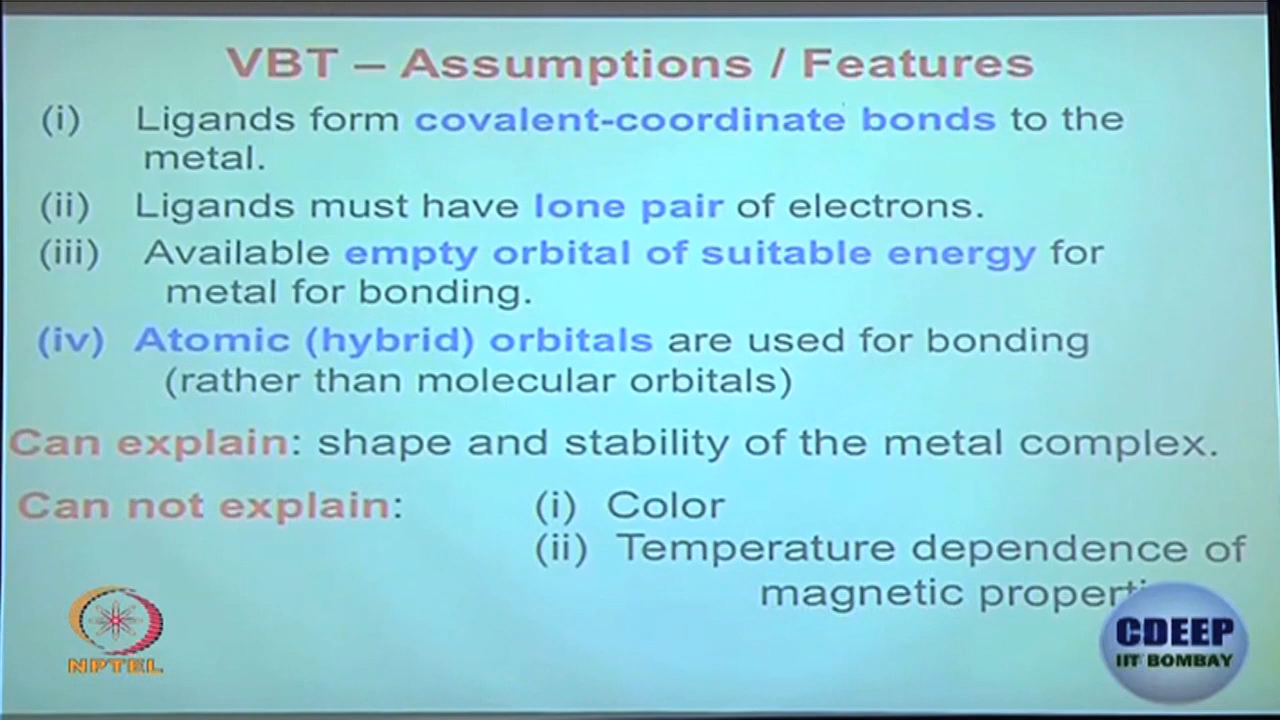 VBT – Assumptions / Features
(i) Ligands form covalent-coordinate bonds to the
metal.
(ii) Ligands must have lone pair of electrons.
(iii) Available empty orbital of suitable energy for
metal for bonding.
(iv) Atomic (hybrid) orbitals are used for bonding
(rather than molecular orbitals)
Can explain: shape and stability of the metal complex.
Can not explain: (i) Color
(ii) Temperature dependence of
magnetic
NPTEL
CDEEP
IIT BOMBAY